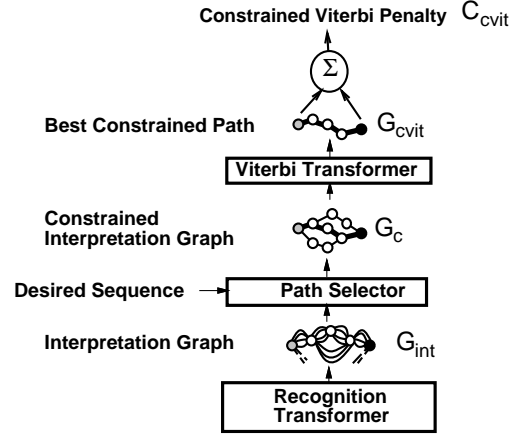 Constrained Viterbi Penalty C_cvit
Σ
Best Constrained Path G_cvit
Viterbi Transformer
Constrained
Interpretation Graph G_c
Desired Sequence Path Selector
Interpretation Graph G_int
Recognition
Transformer